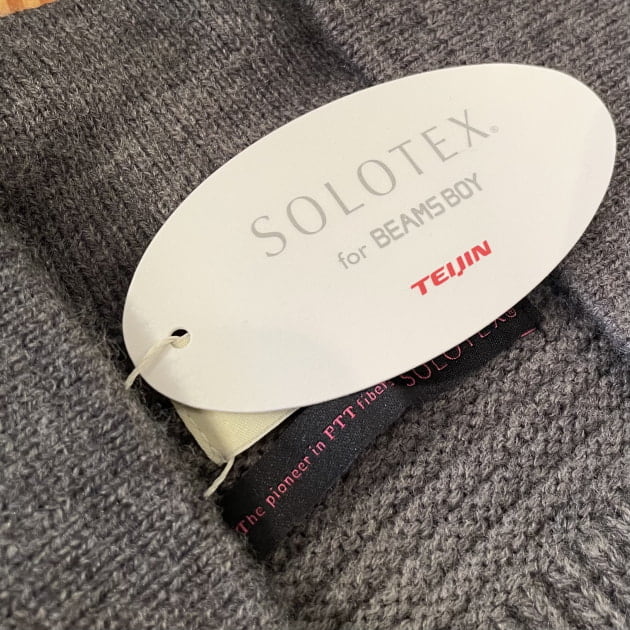 SOLOTEX®
for BEAMS BOY
TEIJIN
The pioneer in PTT fiber.
SOLOTEX®